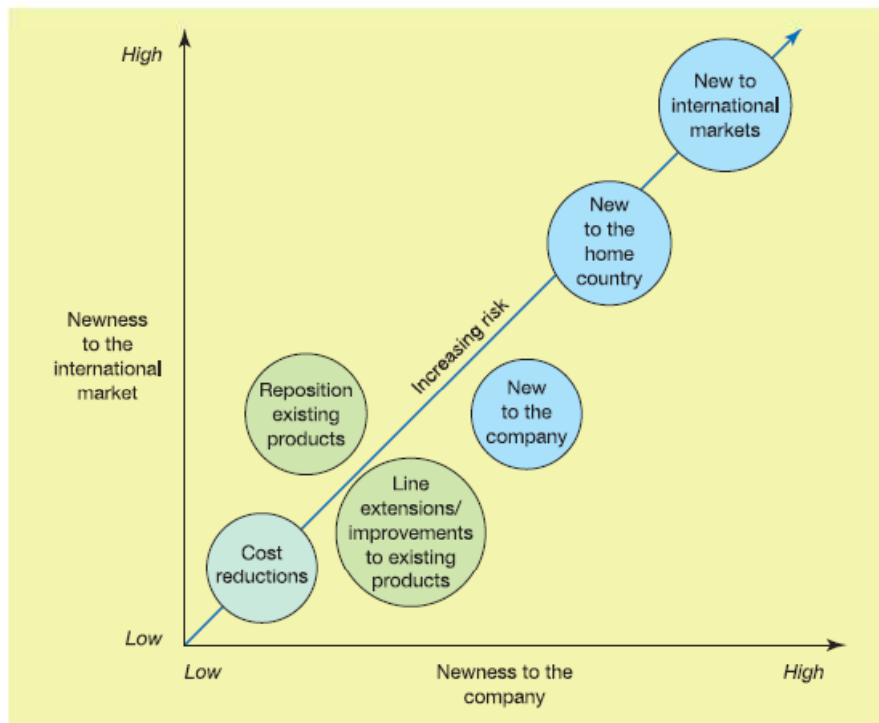 High
New to
international
markets
New
to the
home
country
Newness
to the
international
market
Increasing risk
Reposition
existing
products
New
to the
company
Line
extensions/
improvements
to existing
products
Cost
reductions
Low
Low
Newness to the
company
High